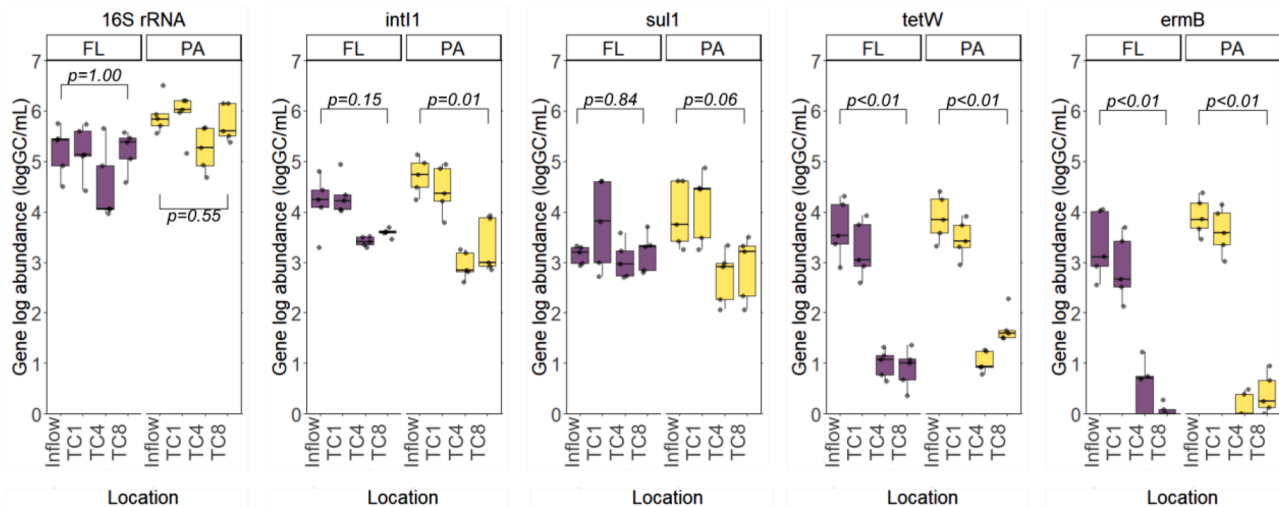 16S rRNA
FL PA
Gene log abundance (logGC/mL)
7
6
5
4
3
2
1
0
p=1.00
p=0.55
Inflow TC1 TC4 TC8 Inflow TC1 TC4 TC8
Location
intI1
FL PA
Gene log abundance (logGC/mL)
7
6
5
4
3
2
1
0
p=0.15 p=0.01
Inflow TC1 TC4 TC8 Inflow TC1 TC4 TC8
Location
sul1
FL PA
Gene log abundance (logGC/mL)
7
6
5
4
3
2
1
0
p=0.84 p=0.06
Inflow TC1 TC4 TC8 Inflow TC1 TC4 TC8
Location
tetW
FL PA
Gene log abundance (logGC/mL)
7
6
5
4
3
2
1
0
p<0.01 p<0.01
Inflow TC1 TC4 TC8 Inflow TC1 TC4 TC8
Location
ermB
FL PA
Gene log abundance (logGC/mL)
7
6
5
4
3
2
1
0
p<0.01 p<0.01
Inflow TC1 TC4 TC8 Inflow TC1 TC4 TC8
Location